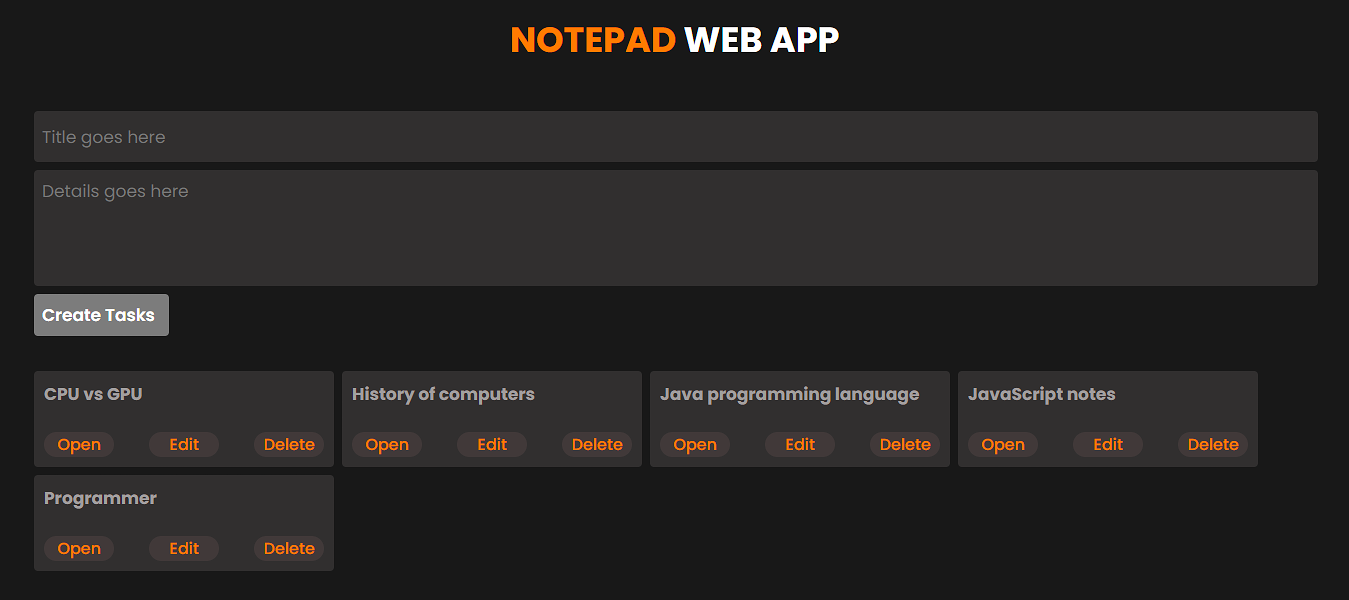 NOTEPAD WEB APP
Title goes here
Details goes here
Create Tasks
CPU vs GPU
Open Edit Delete
History of computers
Open Edit Delete
Java programming language
Open Edit Delete
JavaScript notes
Open Edit Delete
Programmer
Open Edit Delete